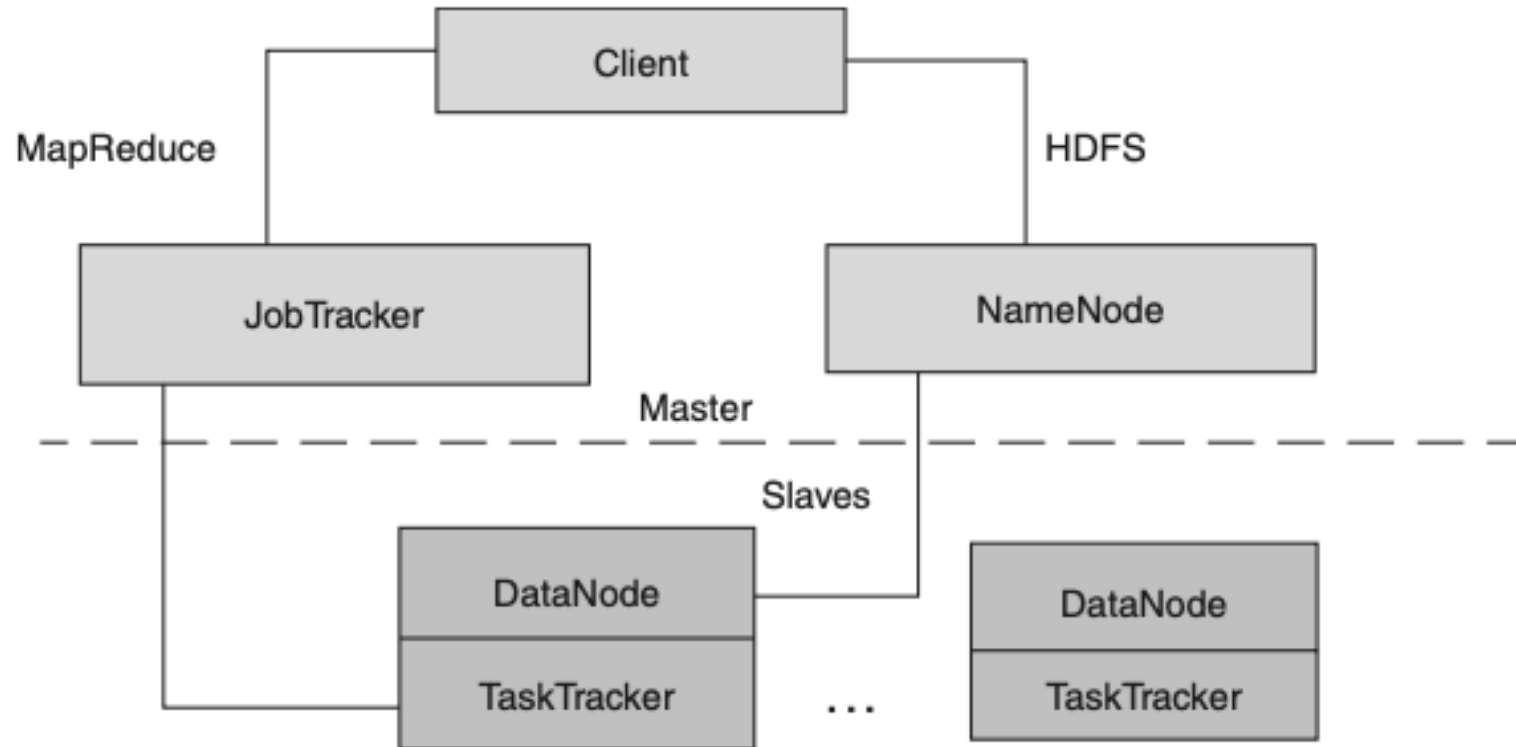 Client
MapReduce
HDFS
JobTracker
NameNode
Master
Slaves
DataNode
DataNode
TaskTracker
...
TaskTracker